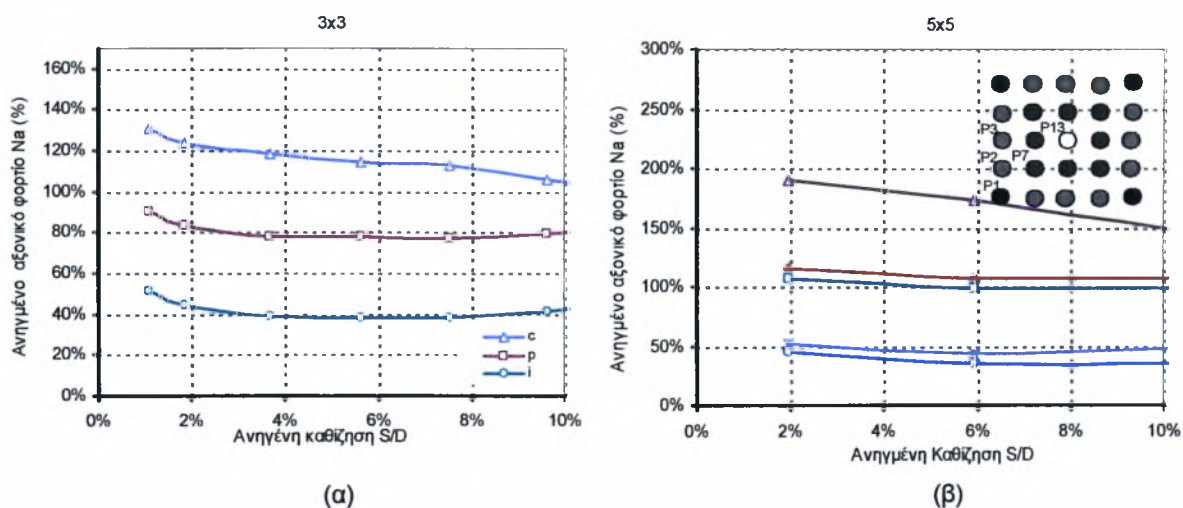 3x3
Ανηγμένο αξονικό φορτίο Na (%)
160%
140%
120%
100%
80%
60%
40%
20%
0%
0%
2%
4%
6%
8%
10%
c
p
i
Ανηγένη καθίζηση S/D
(α)
5x5
Ανηγμένο αξονικό φορτίο Na (%)
300%
250%
200%
150%
100%
50%
0%
0%
2%
4%
6%
8%
10%
P3
P13
P2
P7
P1
Ανηγμένη Καθίζηση S/D
(β)